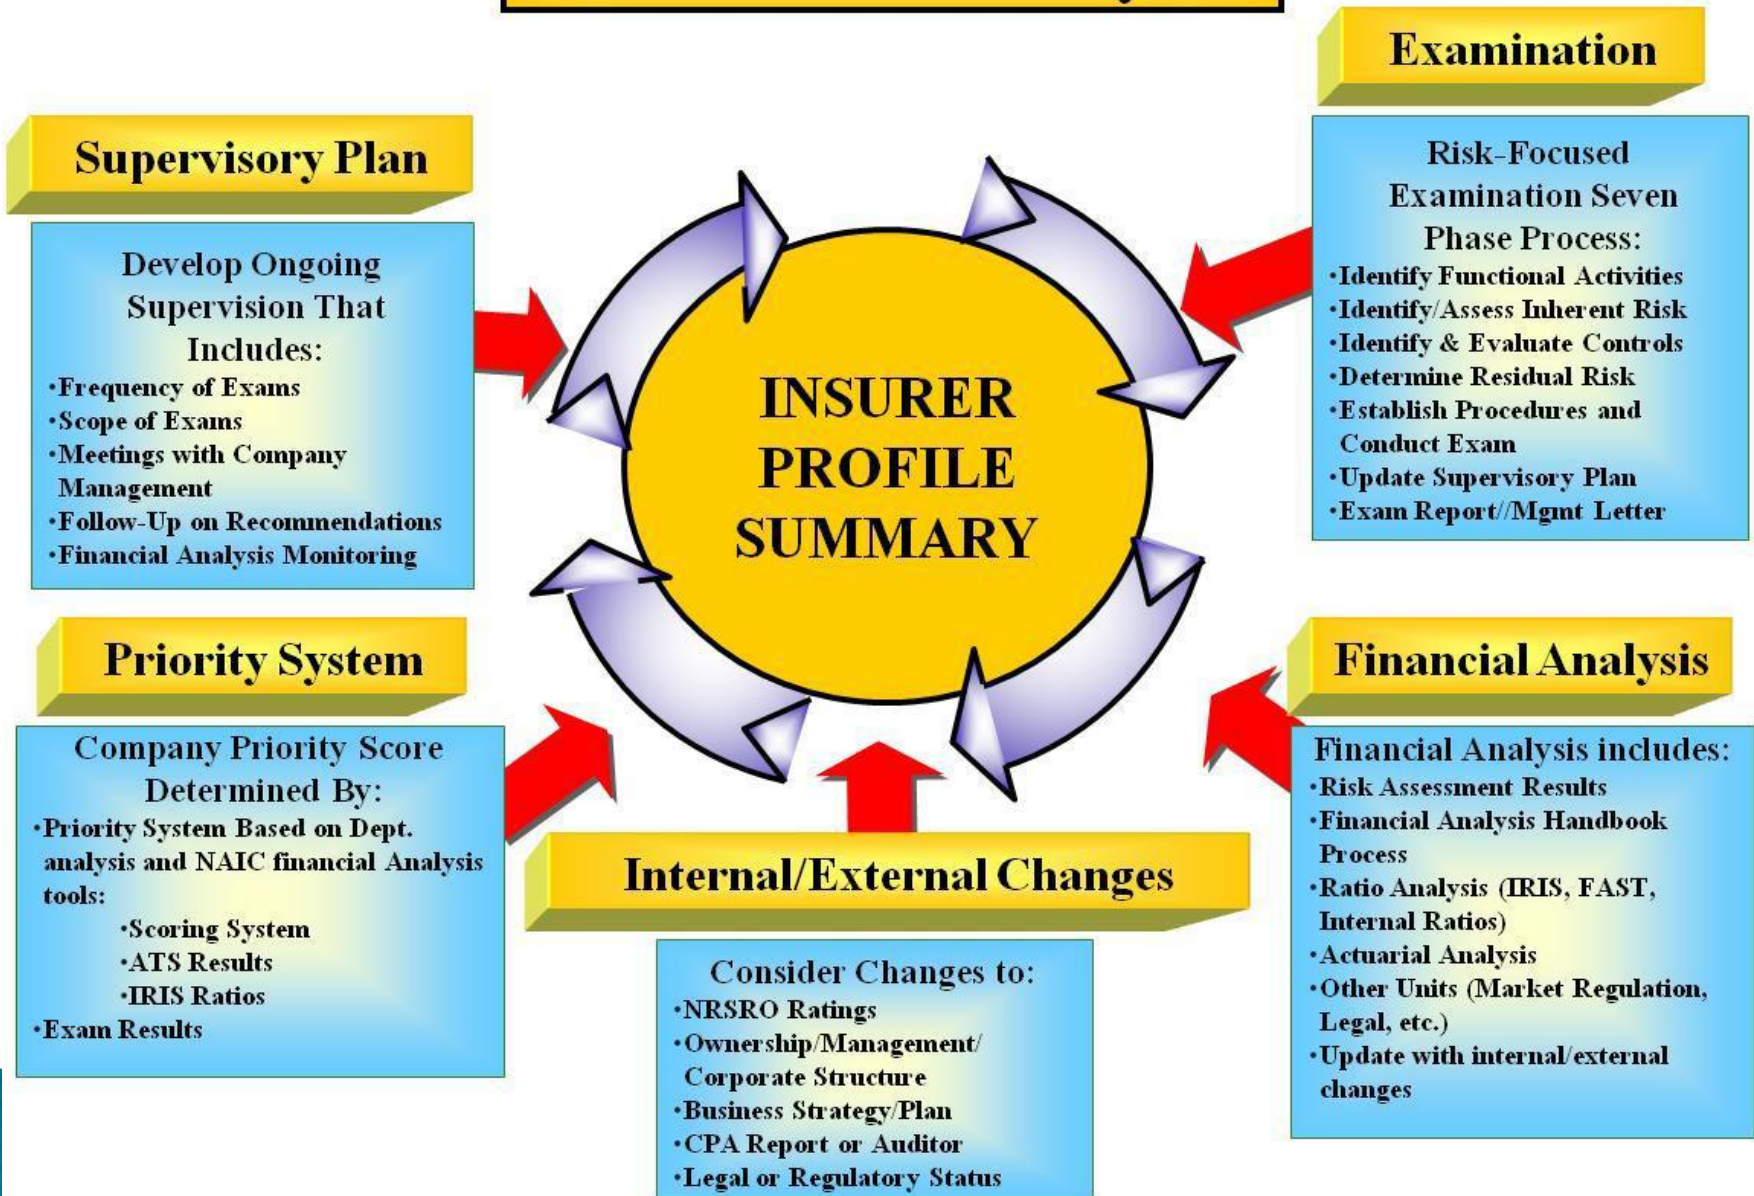 Examination
Risk-Focused
Examination Seven
Phase Process:
•Identify Functional Activities
•Identify/Assess Inherent Risk
•Identify & Evaluate Controls
•Determine Residual Risk
•Establish Procedures and
Conduct Exam
•Update Supervisory Plan
•Exam Report//Mgmt Letter
Supervisory Plan
Develop Ongoing
Supervision That
Includes:
•Frequency of Exams
•Scope of Exams
•Meetings with Company
Management
•Follow-Up on Recommendations
•Financial Analysis Monitoring
INSURER
PROFILE
SUMMARY
Priority System
Company Priority Score
Determined By:
•Priority System Based on Dept.
analysis and NAIC financial Analysis
tools:
•Scoring System
•ATS Results
•IRIS Ratios
•Exam Results
Internal/External Changes
Consider Changes to:
•NRSRO Ratings
•Ownership/Management/
Corporate Structure
•Business Strategy/Plan
•CPA Report or Auditor
•Legal or Regulatory Status
Financial Analysis
Financial Analysis includes:
•Risk Assessment Results
•Financial Analysis Handbook
Process
•Ratio Analysis (IRIS, FAST,
Internal Ratios)
•Actuarial Analysis
•Other Units (Market Regulation,
Legal, etc.)
•Update with internal/external
changes